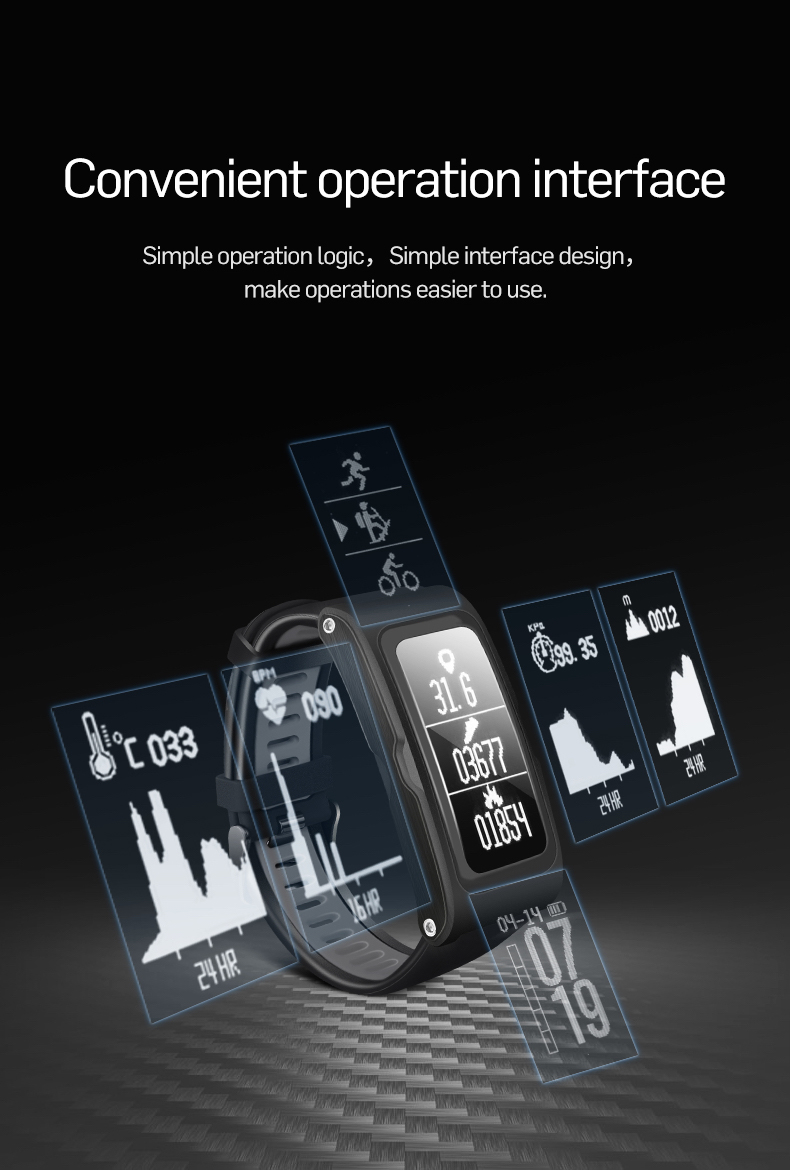 Convenient operation interface
Simple operation logic，Simple interface design，
make operations easier to use.
KPa
99.35
24HR
m
0012
24HR
BPM
090
16HR
°C 033
24HR
31.6
03677
01854
04-14
07
19